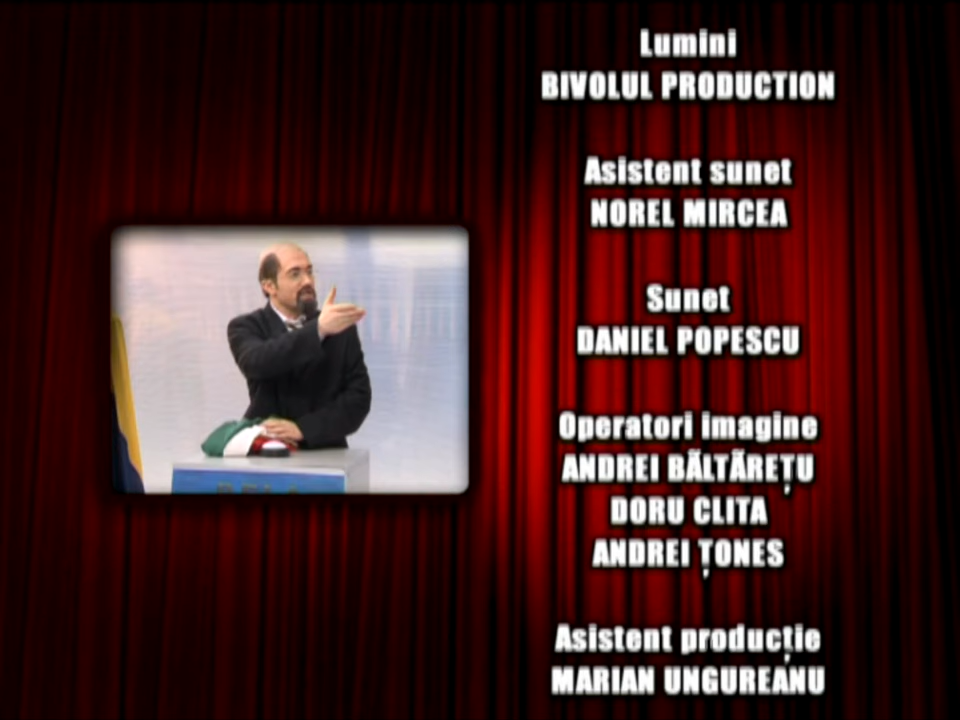 Lumini
BIVOLUL PRODUCTION
Asistent sunet
NOREL MIRCEA
Sunet
DANIEL POPESCU
Operatori imagine
ANDREI BÃLTÃREȚU
DORU CLITA
ANDREI ȚONES
Asistent producție
MARIAN UNGUREANU